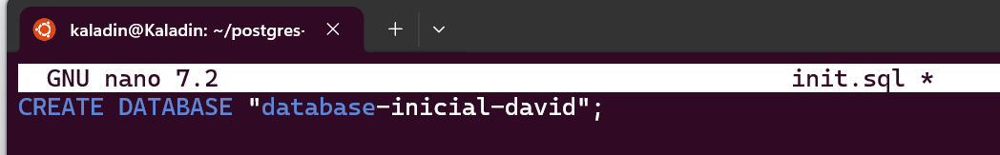 kaladin@Kaladin: ~/postgres-
GNU nano 7.2 init.sql *
CREATE DATABASE "database-inicial-david";